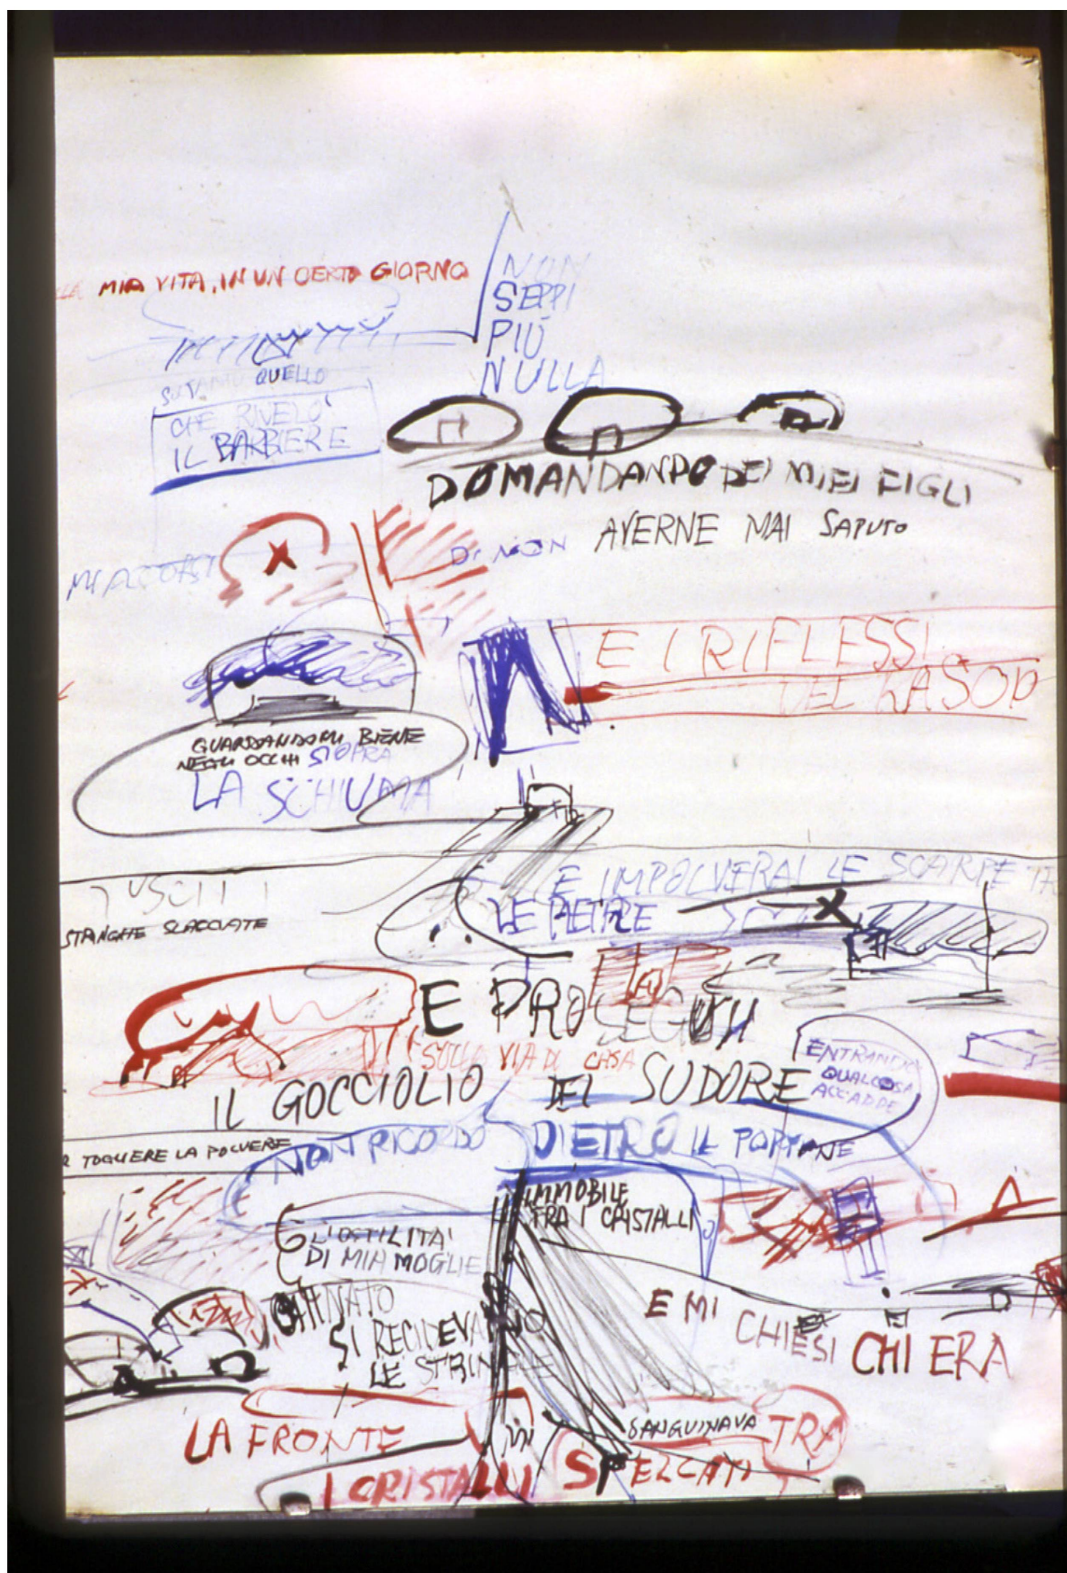 MIA VITA, IN UN CERTO GIORNO
NON
SEPPI
PIÙ
NULLA
QUELLO
CHE RIVELÒ
IL BARBIERE
DOMANDANDO DEI MIEI FIGLI
DI NON AVERNE MAI SAPUTO
E I RIFLESSI
DEL RASOIO
GUARDANDOMI BENE
NEGLI OCCHI SOPRA
LA SCHIUMA
E IMPOLVERAI LE SCARPE
LE PIETRE
USCII
STANGHE SLACCIATE
E PROSEGUII
SULLA VIA DI CASA
IL GOCCIOLIO DEL SUDORE
ENTRANDO
QUALCOSA
ACCADDE
TOGLIERE LA POLVERE
NON RICORDO DIETRO IL PORTONE
IMMOBILE
TRA I CRISTALLI
L'OSTILITA'
DI MIA MOGLIE
SI RECIDEVANO
LE STRINGHE
E MI CHIESI CHI ERA
LA FRONTE MI SANGUINAVA TRA
I CRISTALLI SPEZZATI